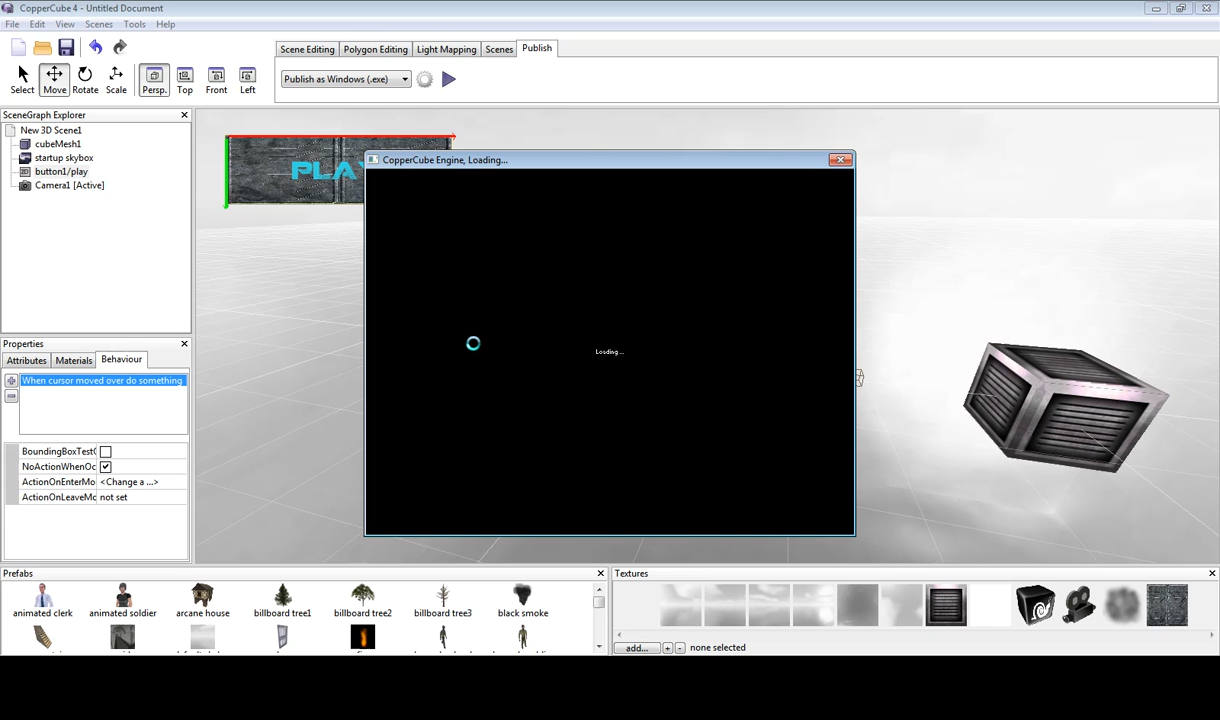 CopperCube 4 - Untitled Document
File Edit View Scenes Tools Help
Scene Editing Polygon Editing Light Mapping Scenes Publish
Select Move Rotate Scale Persp. Top Front Left
Publish as Windows (.exe)
SceneGraph Explorer
New 3D Scene1
cubeMesh1
startup skybox
button1/play
Camera1 [Active]
PLA
CopperCube Engine, Loading...
Loading ...
Properties
Attributes Materials Behaviour
When cursor moved over do something
BoundingBoxTest
NoActionWhenOc
ActionOnEnterMo <Change a ...>
ActionOnLeaveMo not set
Prefabs
animated clerk animated soldier arcane house billboard tree1 billboard tree2 billboard tree3 black smoke
Textures
add... + - none selected